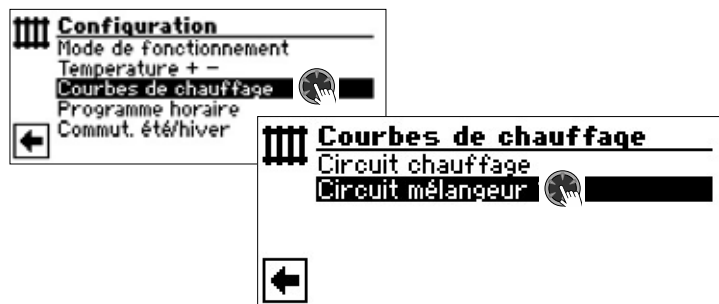 Configuration
Mode de fonctionnement
Temperature + −
Courbes de chauffage
Programme horaire
Commut. été/hiver
Courbes de chauffage
Circuit chauffage
Circuit mélangeur